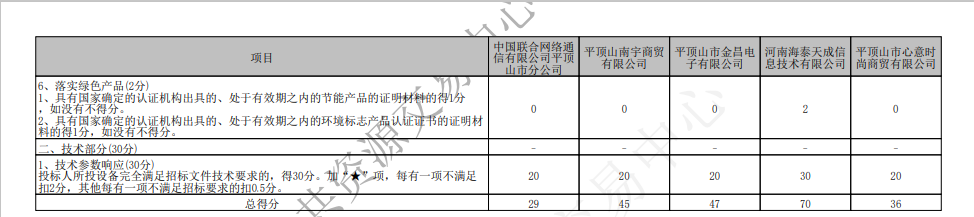 项目
中国联合网络通
信有限公司平顶
山市分公司
平顶山南宇商贸
有限公司
平顶山市金昌电
子有限公司
河南海泰天成信
息技术有限公司
平顶山市心意时
尚商贸有限公司
6、落实绿色产品(2分)
1、具有国家确定的认证机构出具的、处于有效期之内的节能产品的证明材料的得1分
，如没有不得分。
2、具有国家确定的认证机构出具的、处于有效期之内的环境标志产品认证证书的证明材
料的得1分，如没有不得分。
0 0 0 2 0
二、技术部分(30分) - - - - -
1、技术参数响应(30分)
投标人所投设备完全满足招标文件技术要求的，得30分。加“★”项，每有一项不满足
扣2分，其他每有一项不满足招标要求的扣0.5分。
20 20 20 30 20
总得分 29 45 47 70 36
共资源交易中心
易中心